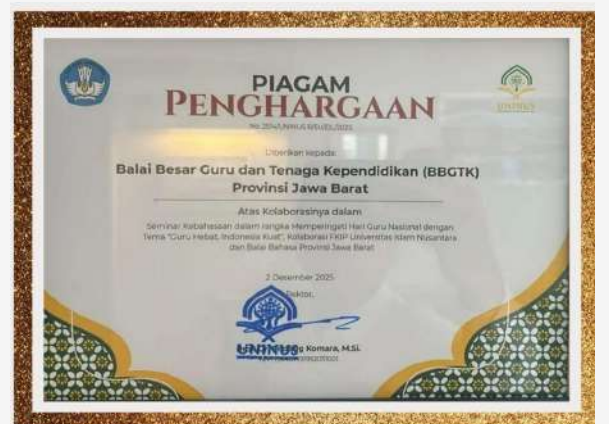 PIAGAM
PENGHARGAAN
Diberikan kepada:
Balai Besar Guru dan Tenaga Kependidikan (BBGTK)
Provinsi Jawa Barat
Atas Kolaborasinya dalam
Seminar Kebahasaan dalam rangka Memperingati Hari Guru Nasional dengan
Tema "Guru Hebat, Indonesia Kuat", Kolaborasi FKIP Universitas Islam Nusantara
dan Balai Bahasa Provinsi Jawa Barat
2 Desember 2025
Rektor,
UNINUS
Komara, M.Si.
UNINUS